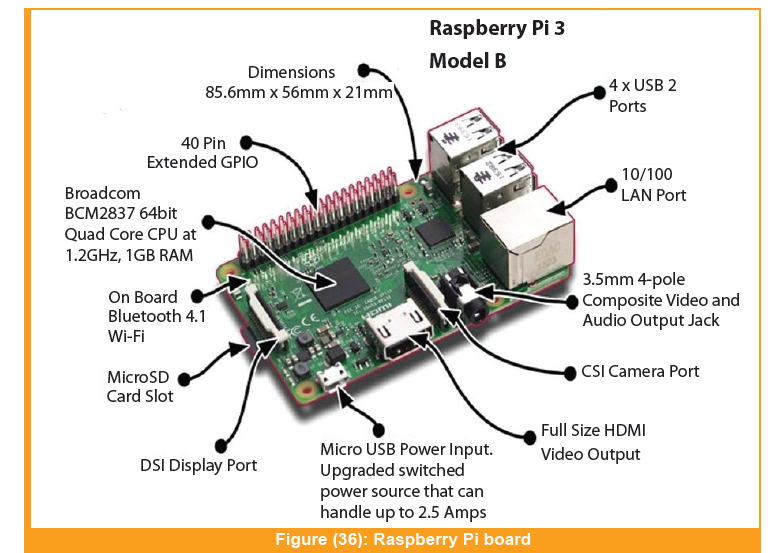 Raspberry Pi 3
Model B
Dimensions
85.6mm x 56mm x 21mm
4 x USB 2
Ports
40 Pin
Extended GPIO
10/100
LAN Port
Broadcom
BCM2837 64bit
Quad Core CPU at
1.2GHz, 1GB RAM
On Board
Bluetooth 4.1
Wi-Fi
3.5mm 4-pole
Composite Video and
Audio Output Jack
MicroSD
Card Slot
CSI Camera Port
DSI Display Port
Micro USB Power Input.
Upgraded switched
power source that can
handle up to 2.5 Amps
Full Size HDMI
Video Output
HDMI
Figure (36): Raspberry Pi board